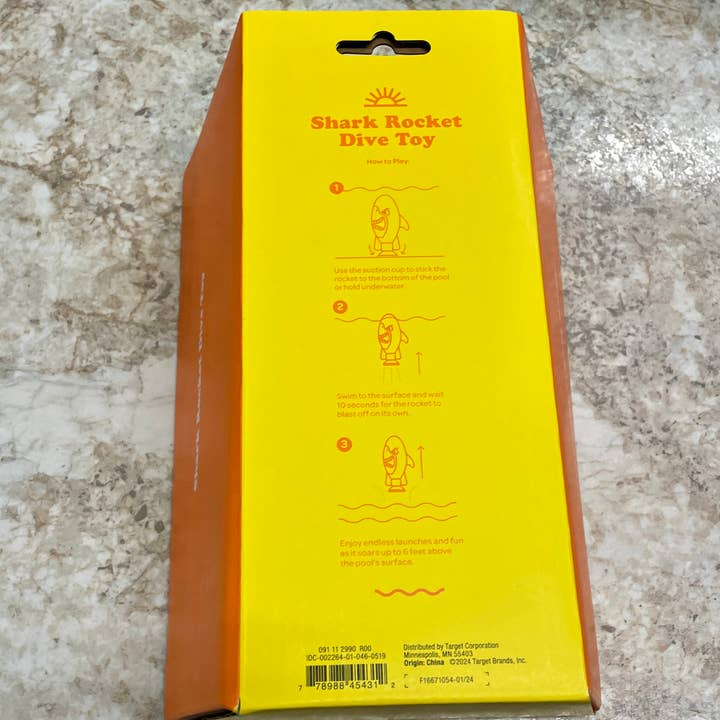 Shark Rocket
Dive Toy
How to Play:
1
Use the suction cup to stick the
rocket to the bottom of the pool
or hold underwater.
2
Swim to the surface and wait
10 seconds for the rocket to
blast off on its own.
3
Enjoy endless launches and fun
as it soars up to 6 feet above
the pool's surface.
091 11 2990 R00
IDC-002264-01-046-0519
7 78988 45431 2
Distributed by Target Corporation
Minneapolis, MN 55403
Origin: China ©2024 Target Brands, Inc.
F16671054-01/24
Shark Rocket Dive Toy